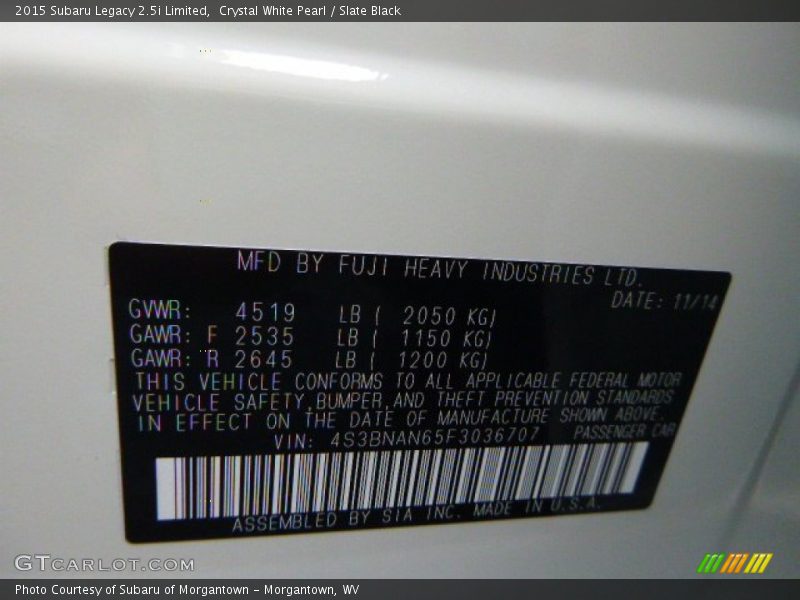 2015 Subaru Legacy 2.5i Limited,  Crystal White Pearl / Slate Black
MFD BY FUJI HEAVY INDUSTRIES LTD.
DATE: 11/14
GVWR: 4519 LB ( 2050 KG)
GAWR: F 2535 LB ( 1150 KG)
GAWR: R 2645 LB ( 1200 KG)
THIS VEHICLE CONFORMS TO ALL APPLICABLE FEDERAL MOTOR
VEHICLE SAFETY,BUMPER,AND THEFT PREVENTION STANDARDS
IN EFFECT ON THE DATE OF MANUFACTURE SHOWN ABOVE.
VIN: 4S3BNAN65F3036707 PASSENGER CAR
ASSEMBLED BY SIA INC. MADE IN U.S.A.
GTCARLOT.COM
Photo Courtesy of Subaru of Morgantown - Morgantown, WV